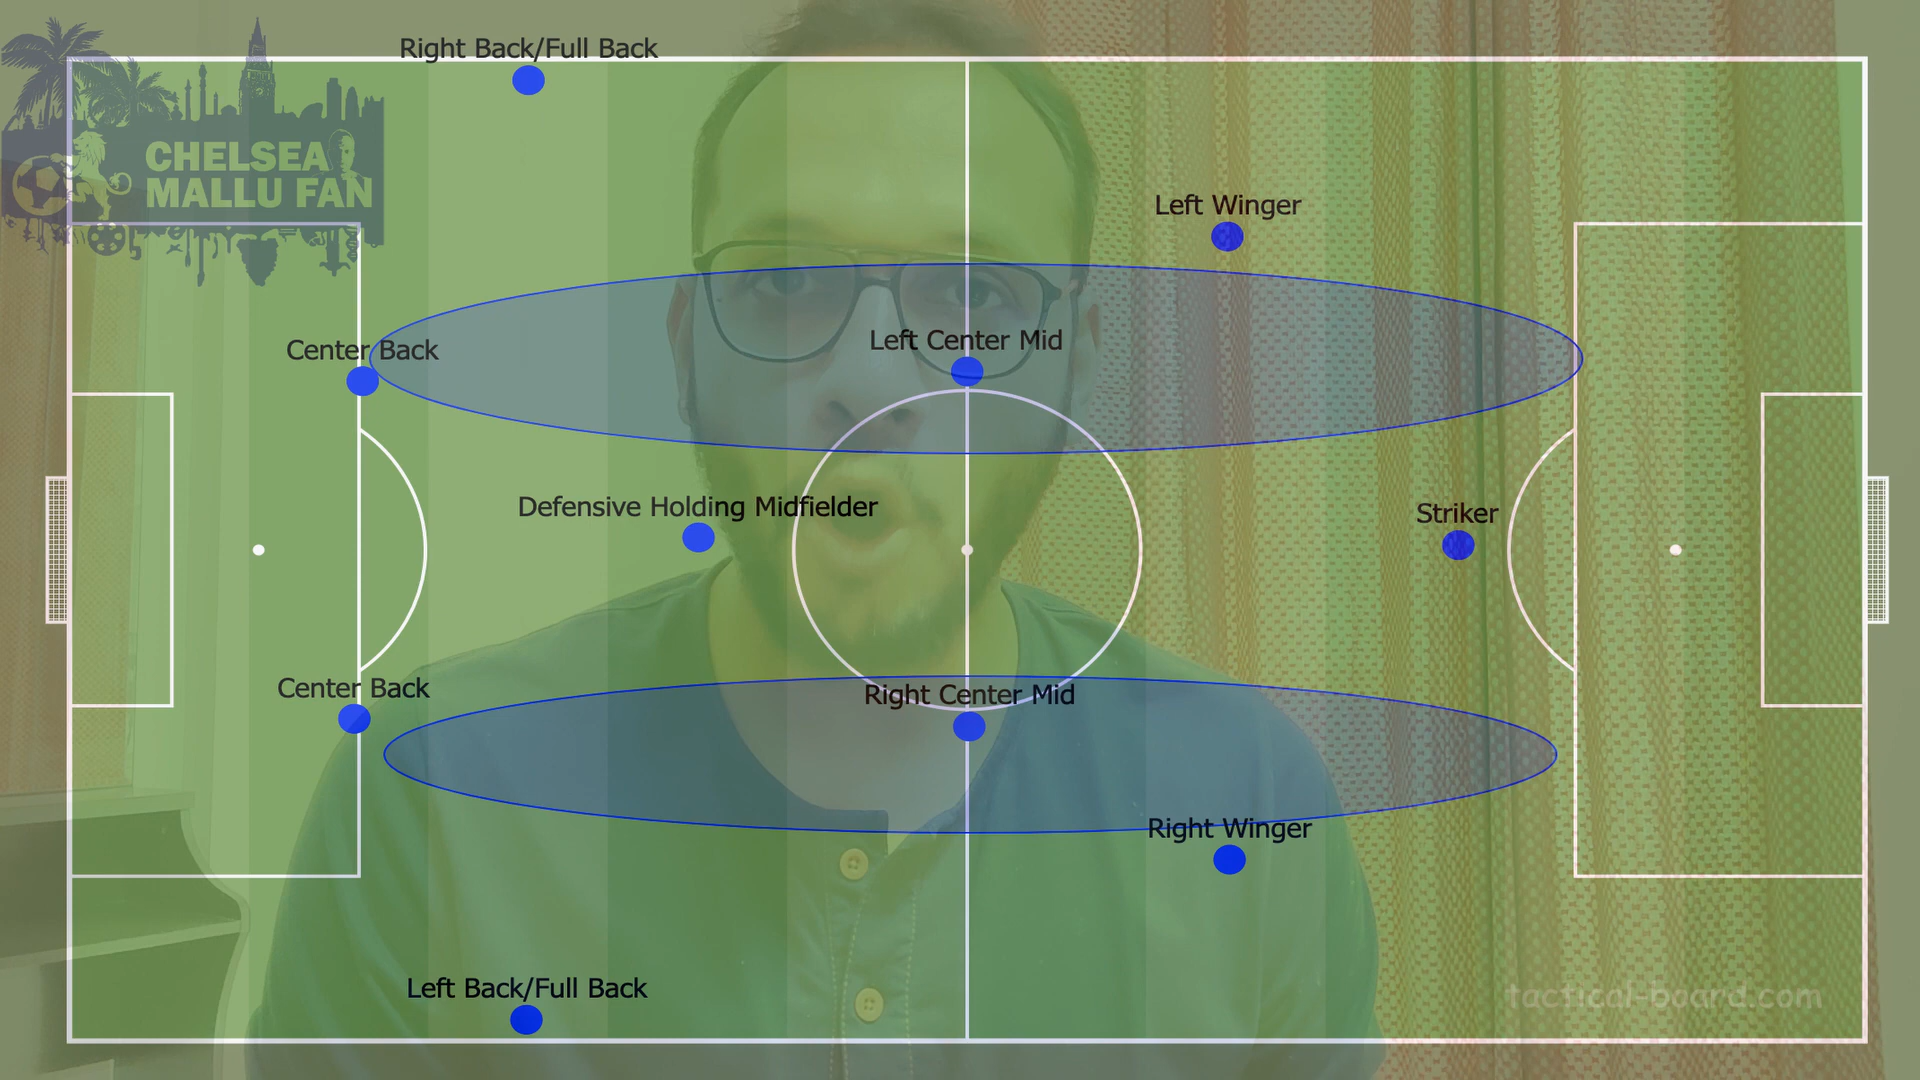 Right Back/Full Back
CHELSEA
MALLU FAN
Left Winger
Center Back
Left Center Mid
Defensive Holding Midfielder
Striker
Center Back
Right Center Mid
Right Winger
Left Back/Full Back
tactical-board.com